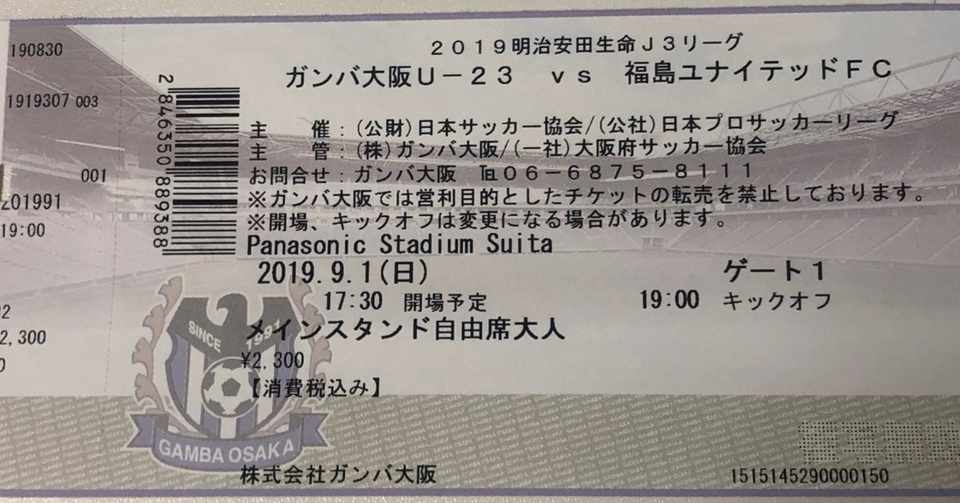 190830
1919307 003
001
201991
19:00
2,300
2 846350 889388
2019明治安田生命J3リーグ
ガンバ大阪U-23 vs 福島ユナイテッドFC
主 催：(公財)日本サッカー協会/(公社)日本プロサッカーリーグ
主 管：(株)ガンバ大阪/(一社)大阪府サッカー協会
お問合せ：ガンバ大阪 ℡06-6875-8111
※ガンバ大阪では営利目的としたチケットの転売を禁止しております。
※開場、キックオフは変更になる場合があります。
Panasonic Stadium Suita
2019.9.1(日) ゲート1
17:30 開場予定 19:00 キックオフ
メインスタンド自由席大人
¥2,300
【消費税込み】
SINCE 1991
GAMBA OSAKA
株式会社ガンバ大阪
1515145290000150